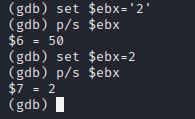 (gdb) set $ebx='2'
(gdb) p/s $ebx
$6 = 50
(gdb) set $ebx=2
(gdb) p/s $ebx
$7 = 2
(gdb)